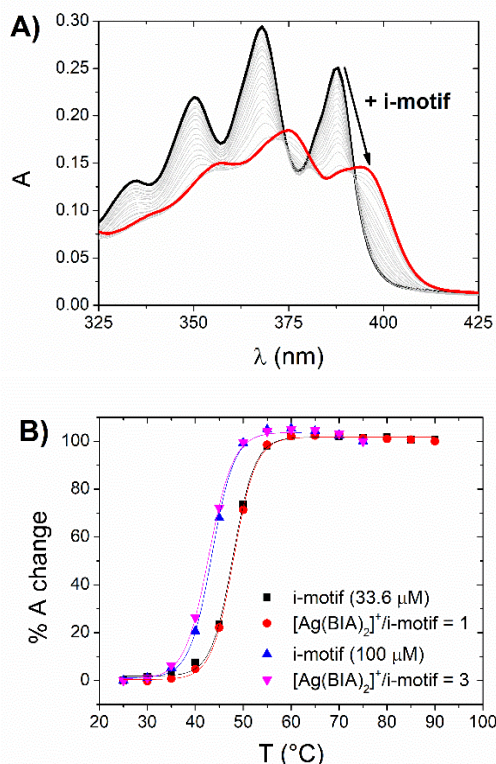 A)
0.30
0.25
0.20
0.15
0.10
0.05
0.00
A
+ i-motif
325
350
375
400
425
λ (nm)
B)
100
80
60
40
20
0
% A change
i-motif (33.6 μM)
[Ag(BIA)₂]⁺/i-motif = 1
i-motif (100 μM)
[Ag(BIA)₂]⁺/i-motif = 3
20 30 40 50 60 70 80 90 100
T (°C)